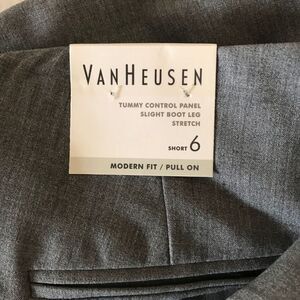 VANHEUSEN
TUMMY CONTROL PANEL
SLIGHT BOOT LEG
STRETCH
SHORT 6
MODERN FIT / PULL ON